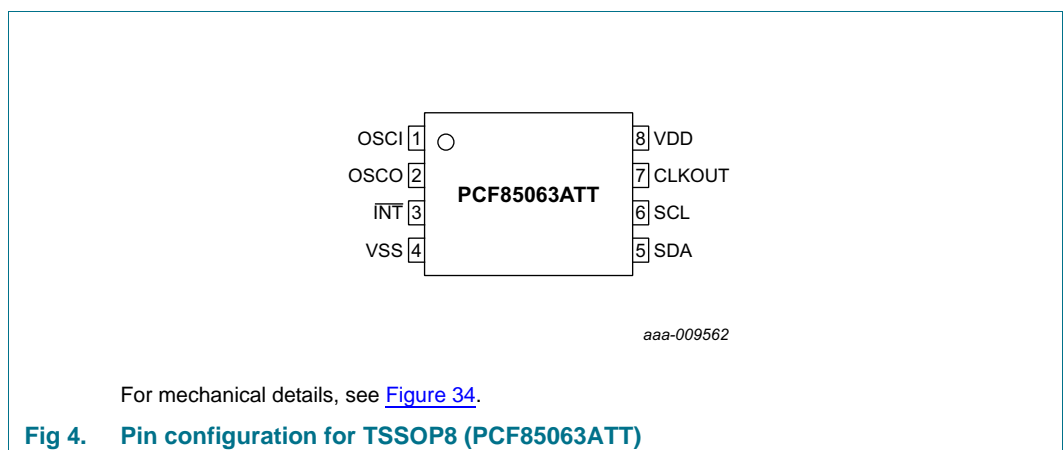 OSCI 1 8 VDD
OSCO 2 7 CLKOUT
PCF85063ATT
INT 3 6 SCL
VSS 4 5 SDA
aaa-009562
For mechanical details, see Figure 34.
Fig 4. Pin configuration for TSSOP8 (PCF85063ATT)